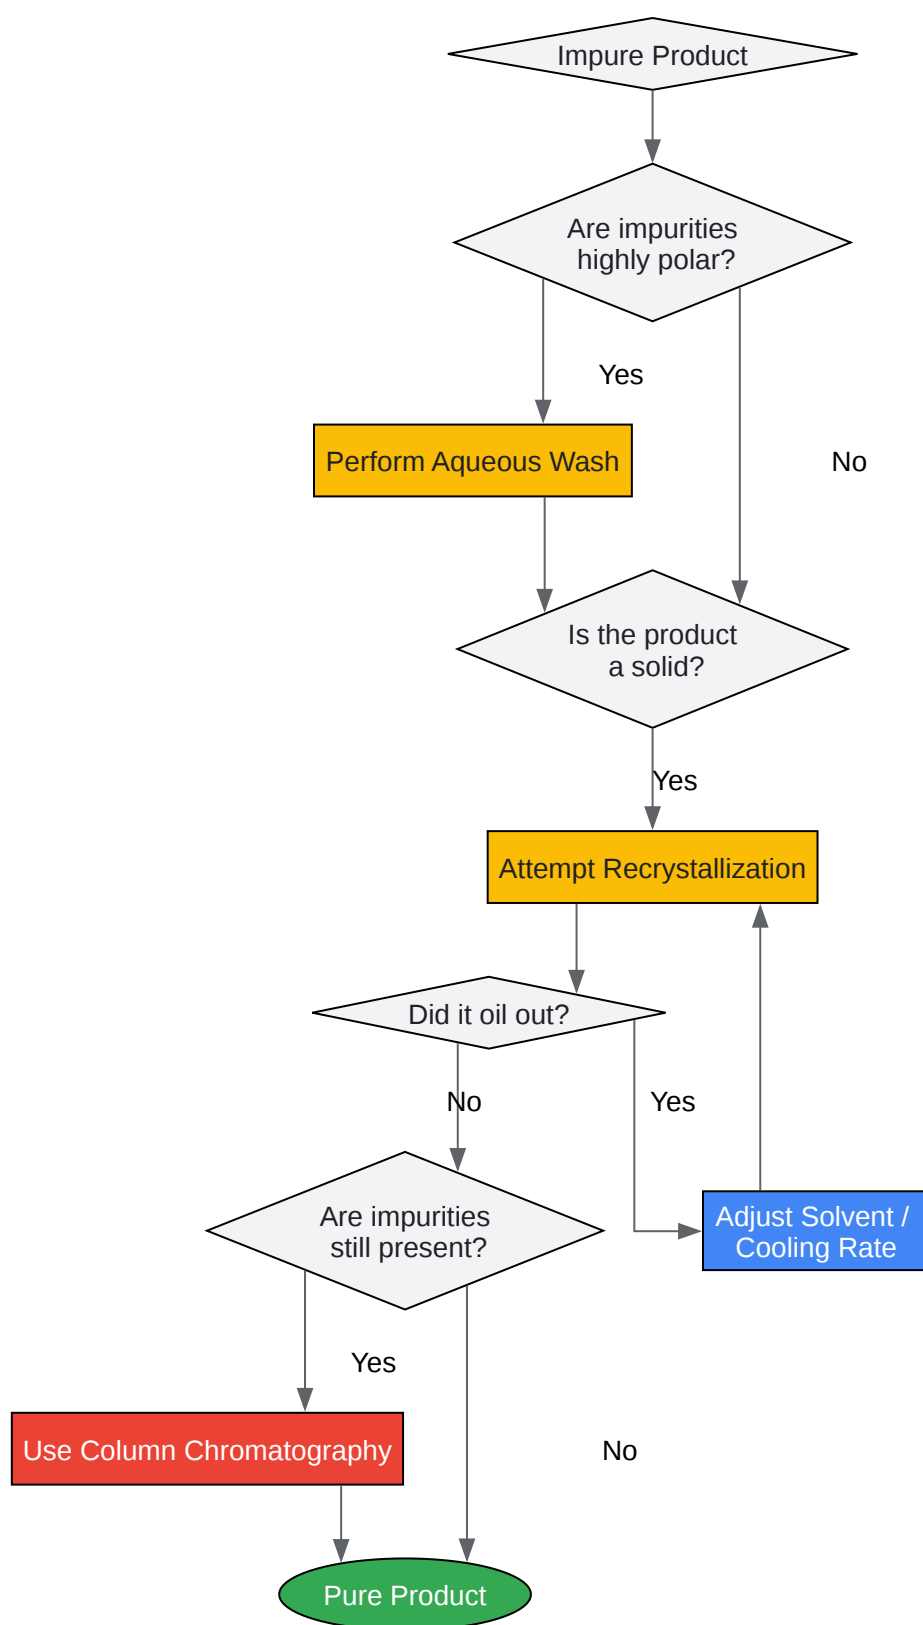 Impure Product
Are impurities
highly polar?
Yes
Perform Aqueous Wash
No
Is the product
a solid?
Yes
Attempt Recrystallization
Did it oil out?
No
Yes
Are impurities
still present?
Adjust Solvent /
Cooling Rate
Yes
Use Column Chromatography
No
Pure Product